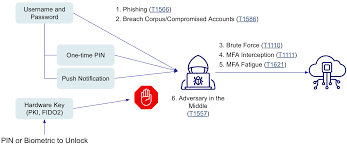 Username and
Password
1. Phishing (T1566)
2. Breach Corpus/Compromised Accounts (T1586)
One-time PIN
Push Notification
3. Brute Force (T1110)
4. MFA Interception (T1111)
5. MFA Fatigue (T1621)
Hardware Key
(PKI, FIDO2)
6. Adversary in the
Middle
(T1557)
PIN or Biometric to Unlock